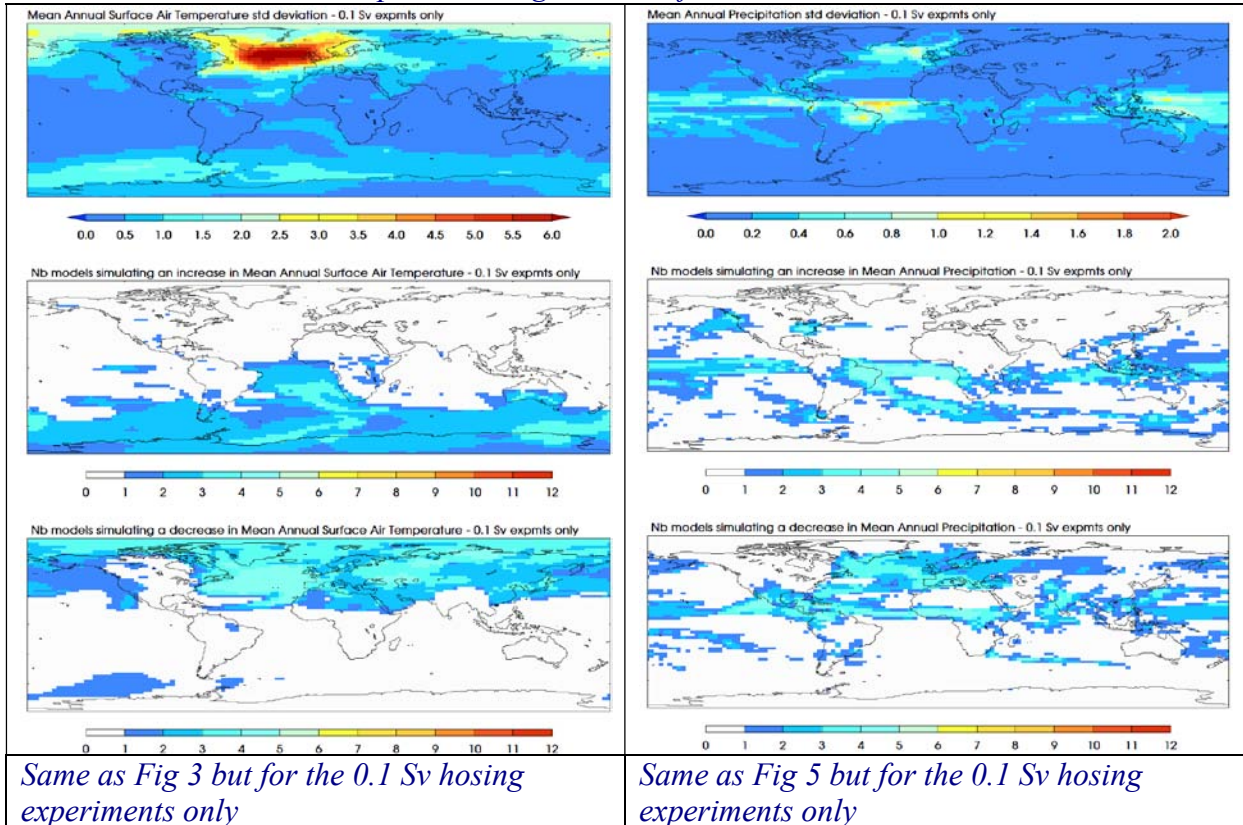 Mean Annual Surface Air Temperature std deviation - 0.1 Sv expmts only
0.0 0.5 1.0 1.5 2.0 2.5 3.0 3.5 4.0 4.5 5.0 5.5 6.0
Nb models simulating an increase in Mean Annual Surface Air Temperature - 0.1 Sv expmts only
0 1 2 3 4 5 6 7 8 9 10 11 12
Nb models simulating a decrease in Mean Annual Surface Air Temperature - 0.1 Sv expmts only
0 1 2 3 4 5 6 7 8 9 10 11 12
Same as Fig 3 but for the 0.1 Sv hosing
experiments only
Mean Annual Precipitation std deviation - 0.1 Sv expmts only
0.0 0.2 0.4 0.6 0.8 1.0 1.2 1.4 1.6 1.8 2.0
Nb models simulating an increase in Mean Annual Precipitation - 0.1 Sv expmts only
0 1 2 3 4 5 6 7 8 9 10 11 12
Nb models simulating a decrease in Mean Annual Precipitation - 0.1 Sv expmts only
0 1 2 3 4 5 6 7 8 9 10 11 12
Same as Fig 5 but for the 0.1 Sv hosing
experiments only